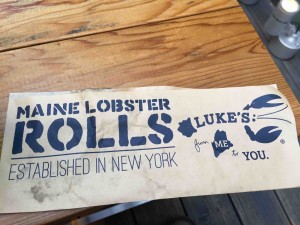 MAINE LOBSTER
ROLLS
ESTABLISHED IN NEW YORK
LUKE'S:
from ME to
YOU.
®